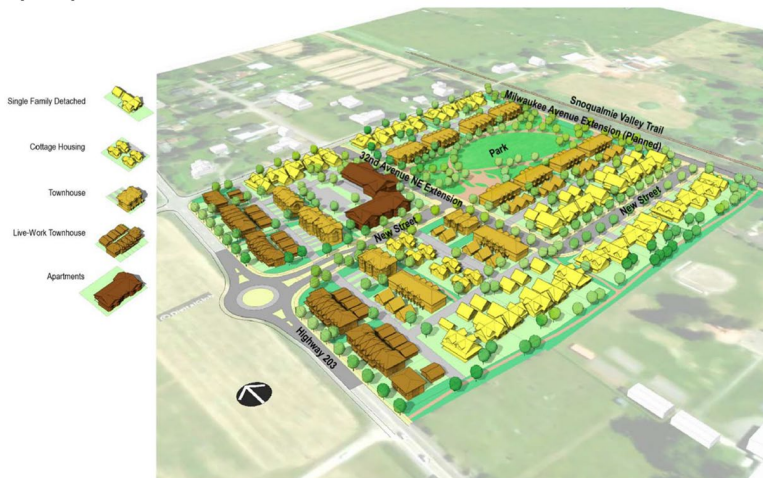 Single Family Detached
Cottage Housing
Townhouse
Live-Work Townhouse
Apartments
Snoqualmie Valley Trail
Milwaukee Avenue Extension (Planned)
Park
32nd Avenue NE Extension
New Street
New Street
Highway 203